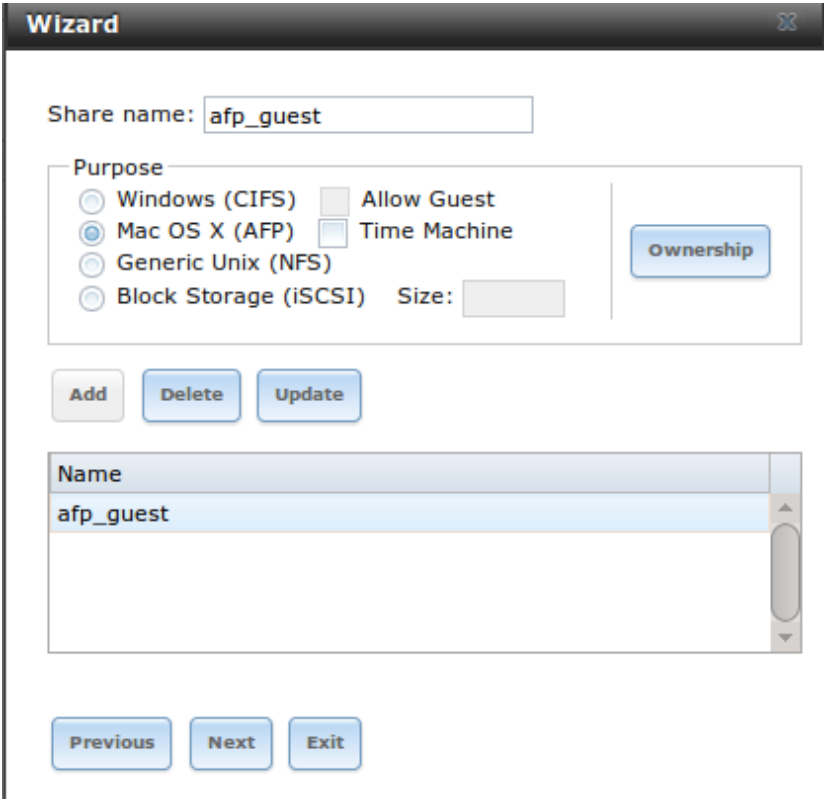 Wizard
Share name: afp_guest
Purpose
Windows (CIFS) Allow Guest
Mac OS X (AFP) Time Machine
Generic Unix (NFS)
Block Storage (iSCSI) Size:
Ownership
Add Delete Update
Name
afp_guest
Previous Next Exit